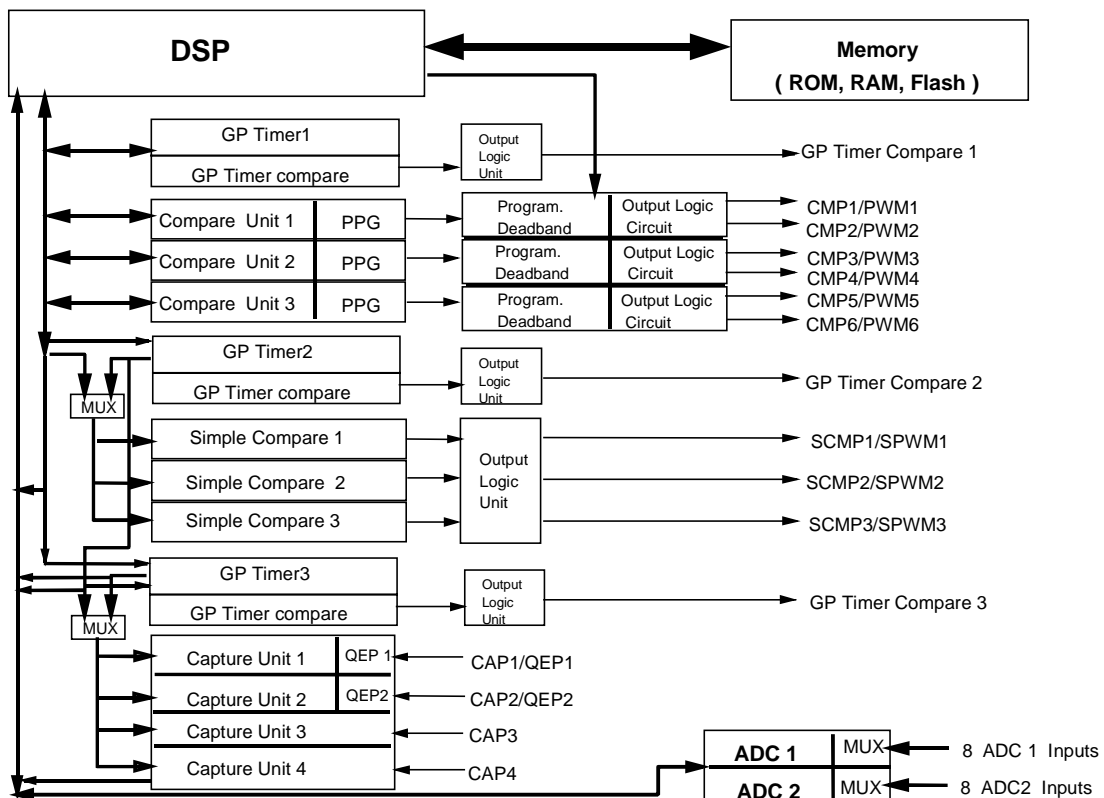 DSP
Memory
( ROM, RAM, Flash )
GP Timer1
GP Timer compare
Output
Logic
Unit
GP Timer Compare 1
Compare Unit 1
PPG
Program.
Deadband
Output Logic
Circuit
CMP1/PWM1
CMP2/PWM2
Compare Unit 2
PPG
Program.
Deadband
Output Logic
Circuit
CMP3/PWM3
CMP4/PWM4
Compare Unit 3
PPG
Program.
Deadband
Output Logic
Circuit
CMP5/PWM5
CMP6/PWM6
GP Timer2
GP Timer compare
Output
Logic
Unit
GP Timer Compare 2
MUX
Simple Compare 1
Simple Compare 2
Simple Compare 3
Output
Logic
Unit
SCMP1/SPWM1
SCMP2/SPWM2
SCMP3/SPWM3
GP Timer3
GP Timer compare
Output
Logic
Unit
GP Timer Compare 3
MUX
Capture Unit 1
QEP 1
CAP1/QEP1
Capture Unit 2
QEP2
CAP2/QEP2
Capture Unit 3
CAP3
Capture Unit 4
CAP4
ADC 1
MUX
8 ADC 1 Inputs
ADC 2
MUX
8 ADC2 Inputs